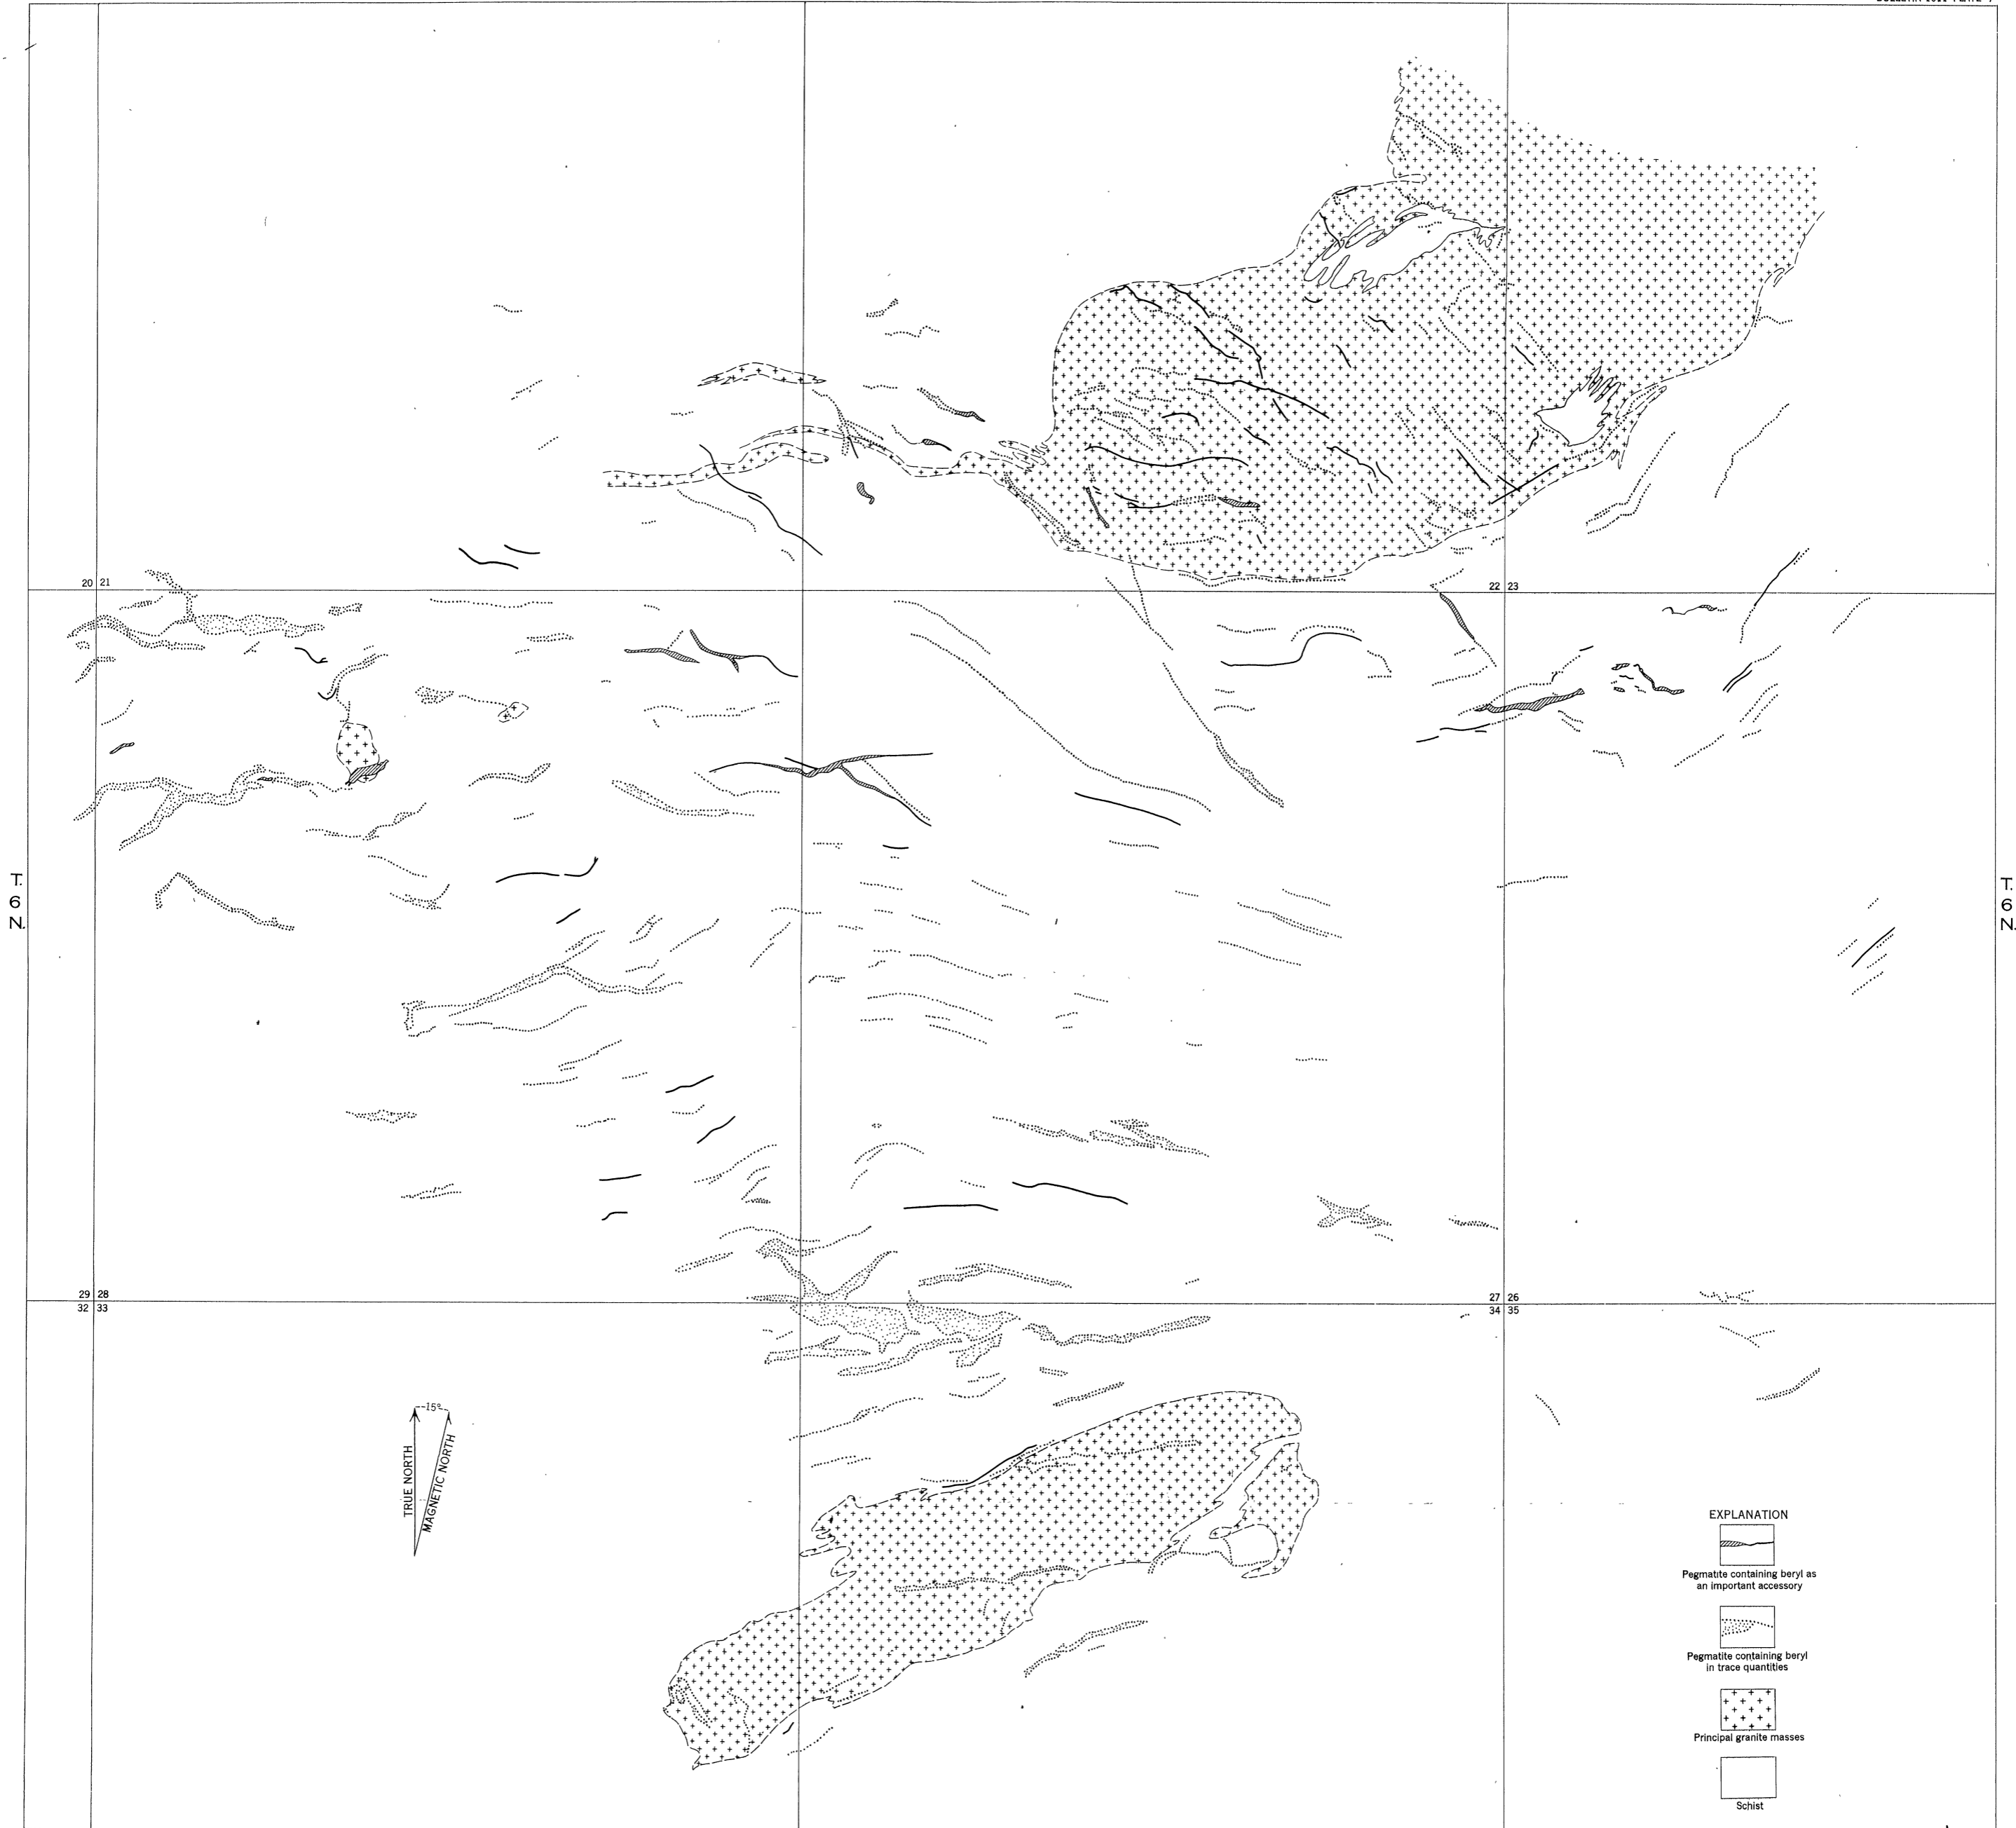 T.
6
N.
T.
6
N.
20 21
22 23
29 28
32 33
27 26
34 35
15°
TRUE NORTH
MAGNETIC NORTH
EXPLANATION
Pegmatite containing beryl as
an important accessory
Pegmatite containing beryl
in trace quantities
Principal granite masses
Schist